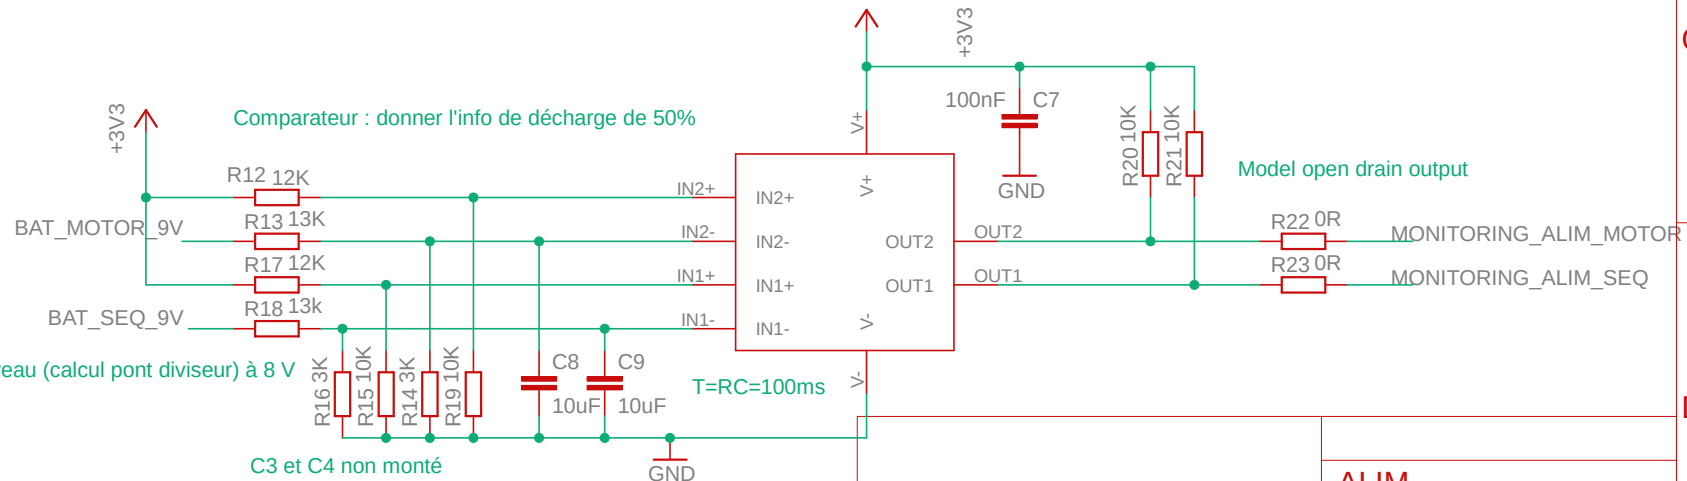 +3V3
100nF C7
Comparateur : donner l'info de décharge de 50%
+3V3
V+
R20 10K
R21 10K
Model open drain output
GND
R12 12K
IN2+
IN2+
V+
BAT_MOTOR_9V
R13 13K
IN2-
IN2-
OUT2
OUT2
R22 0R
MONITORING_ALIM_MOTOR
R17 12K
IN1+
IN1+
OUT1
OUT1
R23 0R
MONITORING_ALIM_SEQ
BAT_SEQ_9V
R18 13k
IN1-
IN1-
V-
eau (calcul pont diviseur) à 8 V
R16 3K
R15 10K
R14 3K
R19 10K
C8
10uF
C9
10uF
T=RC=100ms
V-
C3 et C4 non monté
GND
ALIM